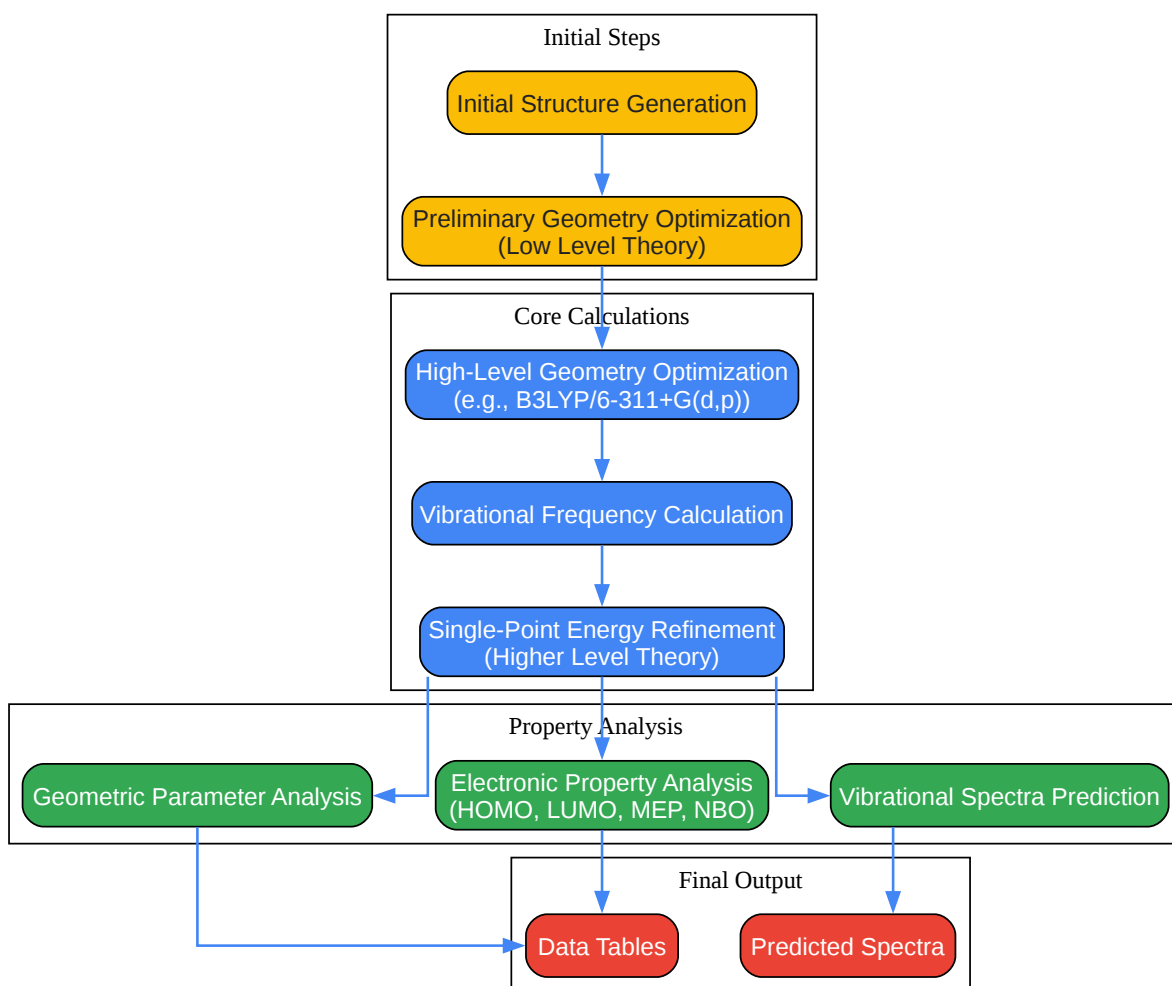 Initial Steps
Initial Structure Generation
Preliminary Geometry Optimization
(Low Level Theory)
Core Calculations
High-Level Geometry Optimization
(e.g., B3LYP/6-311+G(d,p))
Vibrational Frequency Calculation
Single-Point Energy Refinement
(Higher Level Theory)
Property Analysis
Geometric Parameter Analysis
Electronic Property Analysis
(HOMO, LUMO, MEP, NBO)
Vibrational Spectra Prediction
Final Output
Data Tables
Predicted Spectra